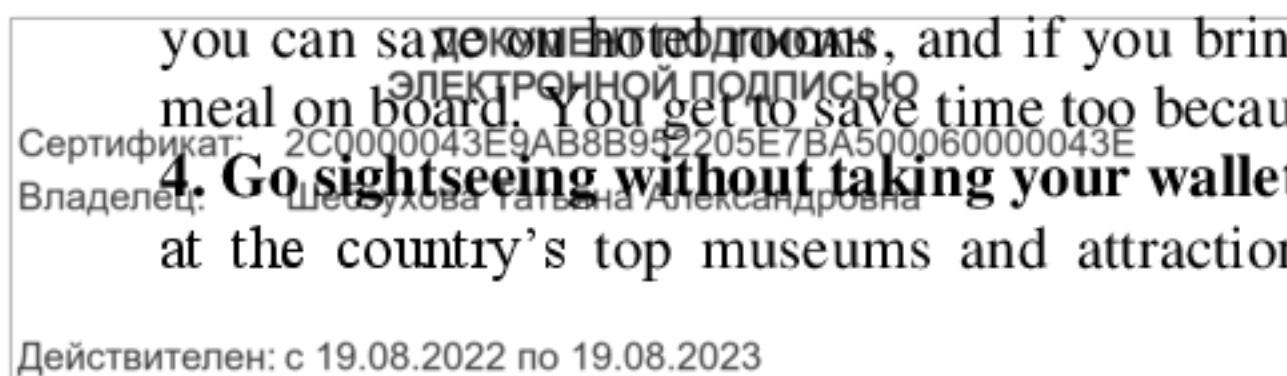 you can save on hotel rooms, and if you brin
ДОКУМЕНТ ПОДПИСАН
ЭЛЕКТРОННОЙ ПОДПИСЬЮ
meal on board. You get to save time too becau
Сертификат: 2C0000043E9AB8B952205E7BA500060000043E
4. Go sightseeing without taking your wallet
Владелец: Шебзухова Татьяна Александровна
at the country’s top museums and attraction
Действителен: с 19.08.2022 по 19.08.2023